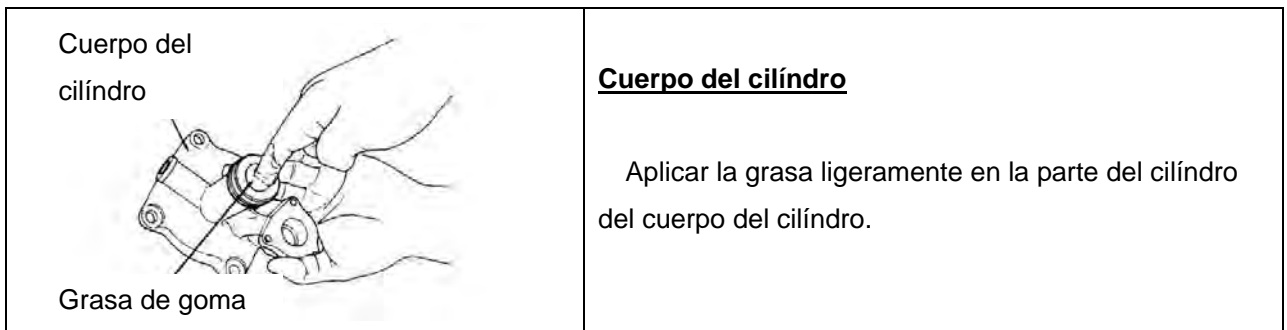 Cuerpo del
cilíndro
Grasa de goma
Cuerpo del cilíndro
Aplicar la grasa ligeramente en la parte del cilíndro
del cuerpo del cilíndro.